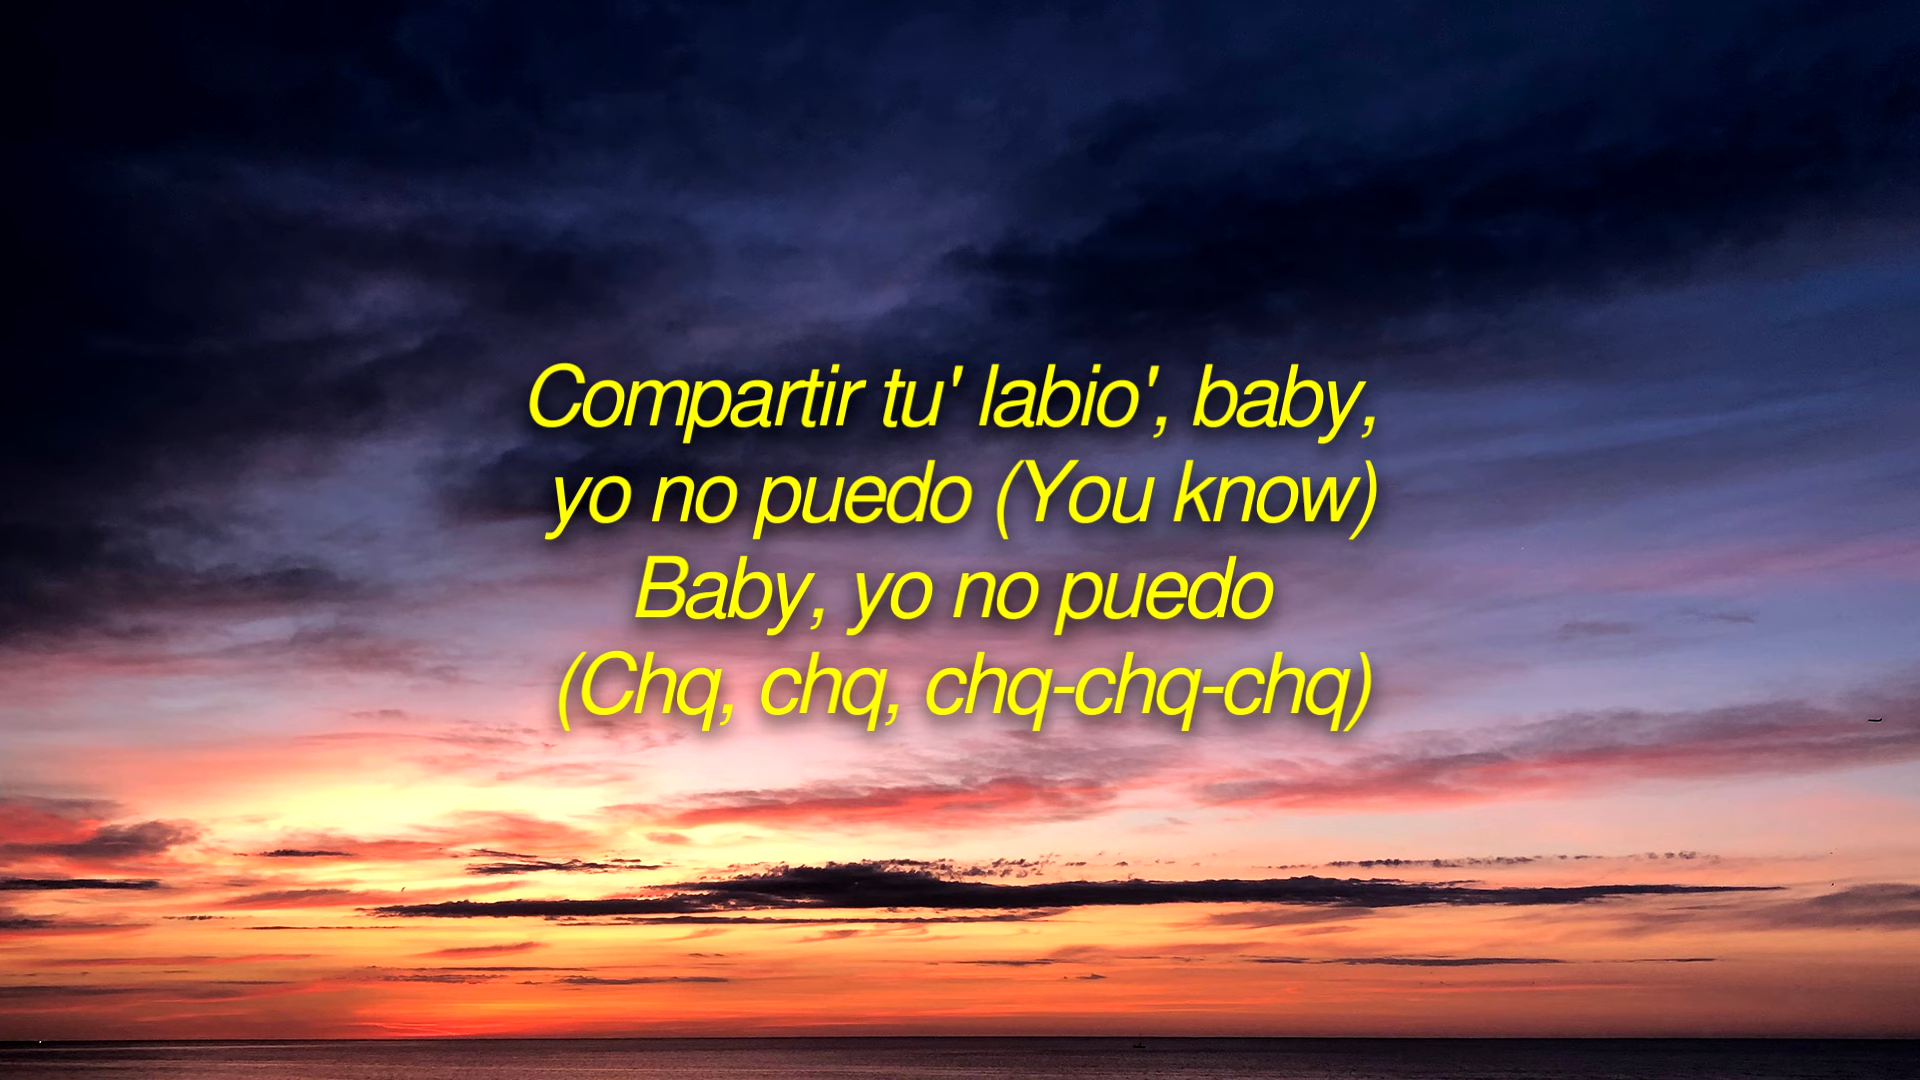 Compartir tu' labio', baby,
yo no puedo (You know)
Baby, yo no puedo
(Chq, chq, chq-chq-chq)